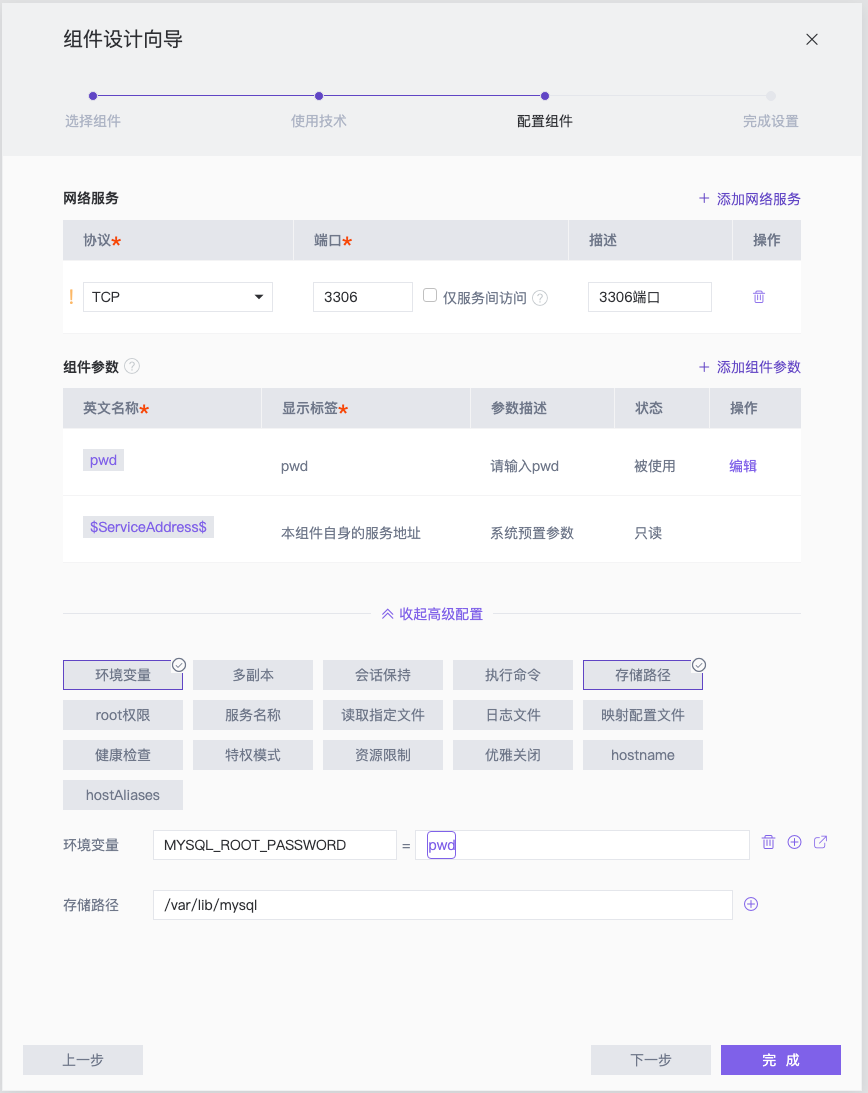 组件设计向导
选择组件 使用技术 配置组件 完成设置
网络服务 + 添加网络服务
协议* 端口* 描述 操作
! TCP 3306 仅服务间访问 ? 3306端口
组件参数 ? + 添加组件参数
英文名称* 显示标签* 参数描述 状态 操作
pwd pwd 请输入pwd 被使用 编辑
$ServiceAddress$ 本组件自身的服务地址 系统预置参数 只读
收起高级配置
环境变量 多副本 会话保持 执行命令 存储路径
root权限 服务名称 读取指定文件 日志文件 映射配置文件
健康检查 特权模式 资源限制 优雅关闭 hostname
hostAliases
环境变量 MYSQL_ROOT_PASSWORD = pwd
存储路径 /var/lib/mysql
上一步 下一步 完 成